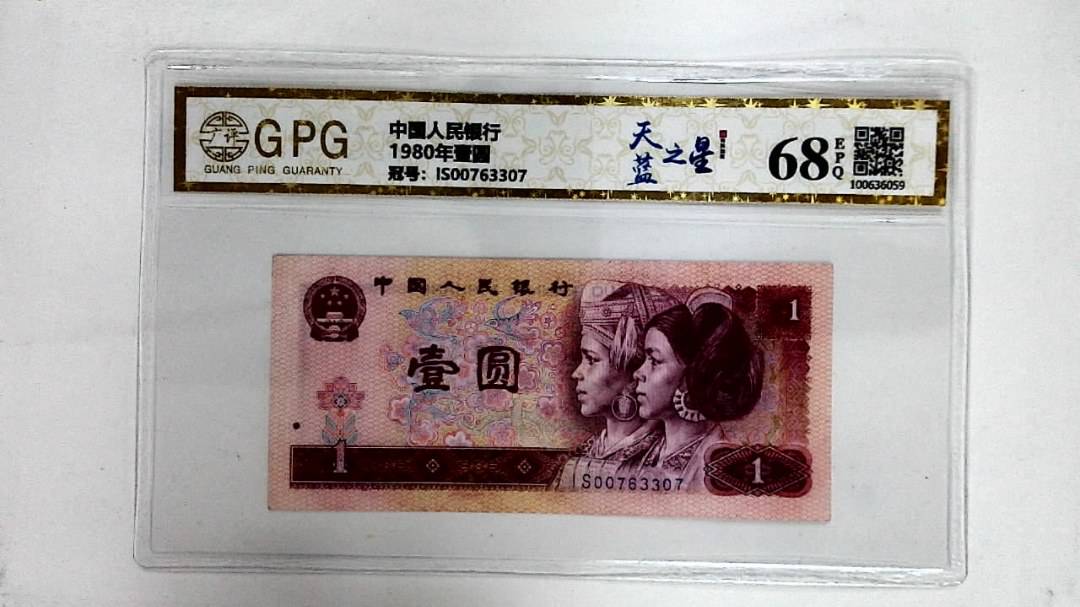 广评
GPG
GUANG PING GUARANTY
中国人民银行
1980年壹圆
冠号：IS00763307
天蓝之星
68
EPQ
100636059
中国人民银行
1
壹圆
1
1
IS00763307